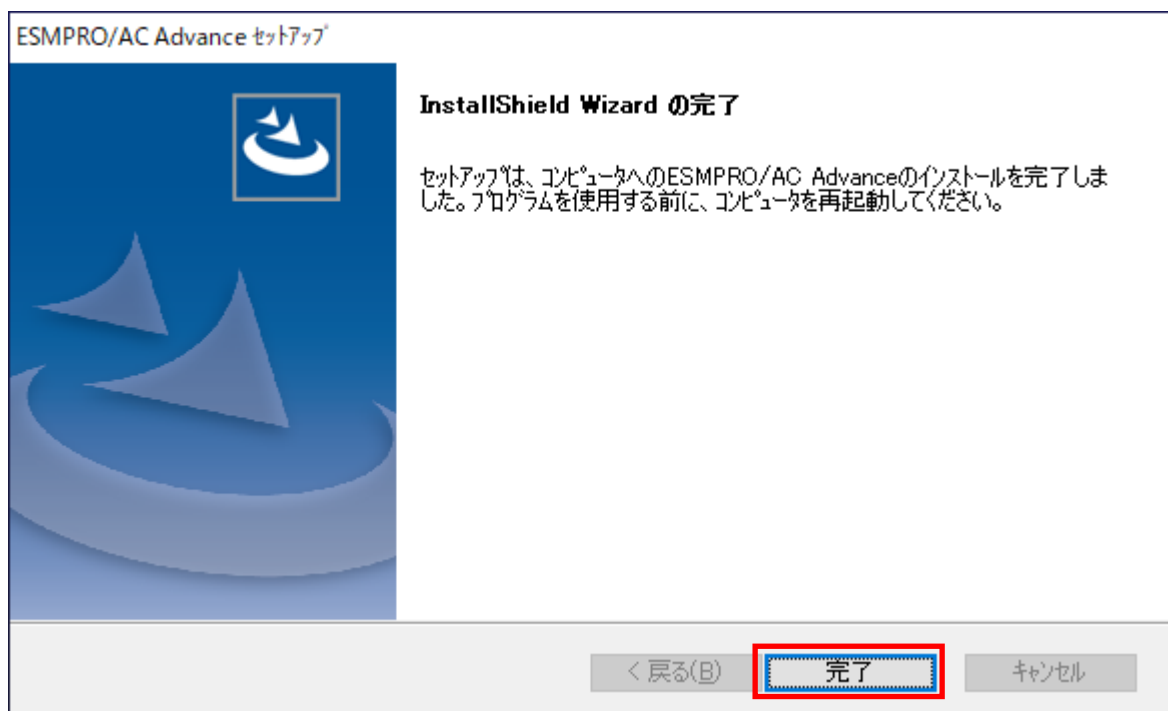 ESMPRO/AC Advance ｾｯﾄｱｯﾌﾟ
InstallShield Wizard の完了
ｾｯﾄｱｯﾌﾟは、ｺﾝﾋﾟｭｰﾀへのESMPRO/AC Advanceのｲﾝｽﾄｰﾙを完了しま
した。ﾌﾟﾛｸﾞﾗﾑを使用する前に、ｺﾝﾋﾟｭｰﾀを再起動してください。
< 戻る(B)
完了
ｷｬﾝｾﾙ